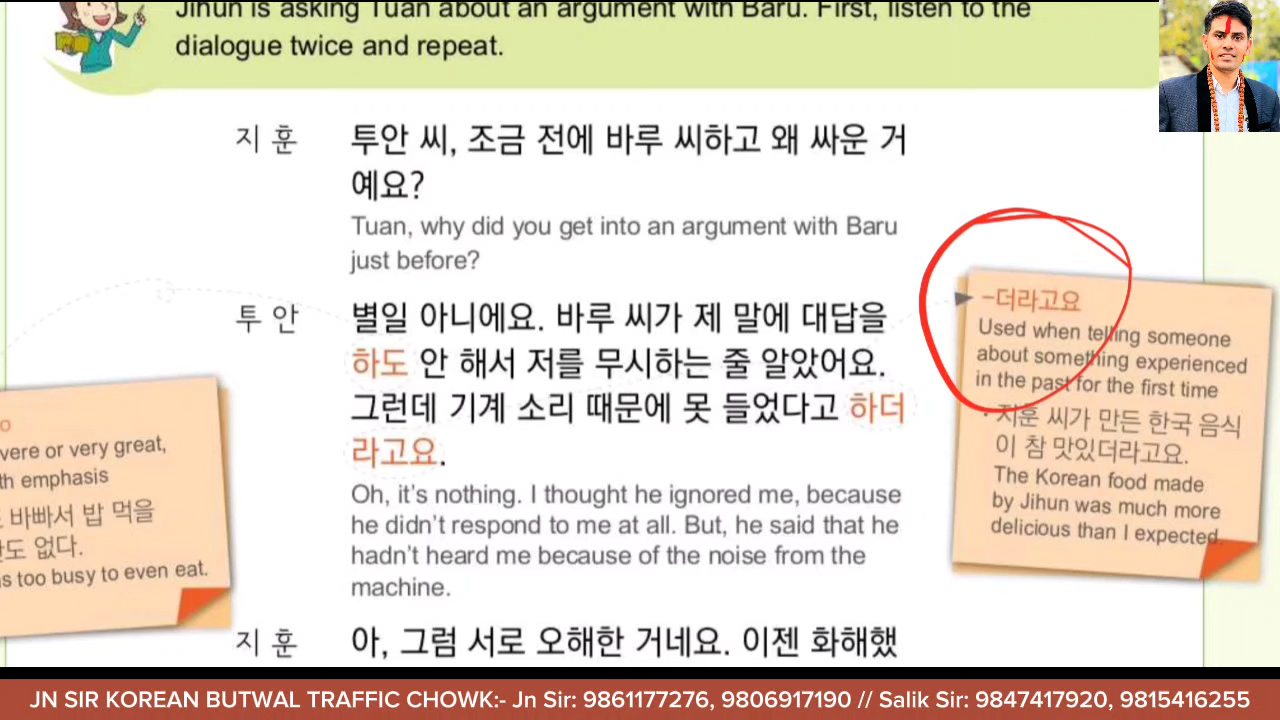 Jihun is asking Tuan about an argument with Baru. First, listen to the
dialogue twice and repeat.
지 훈
투안 씨, 조금 전에 바루 씨하고 왜 싸운 거
예요?
Tuan, why did you get into an argument with Baru
just before?
투 안
별일 아니에요. 바루 씨가 제 말에 대답을
하도 안 해서 저를 무시하는 줄 알았어요.
그런데 기계 소리 때문에 못 들었다고 하더
라고요.
Oh, it's nothing. I thought he ignored me, because
he didn't respond to me at all. But, he said that he
hadn't heard me because of the noise from the
machine.
지 훈
아, 그럼 서로 오해한 거네요. 이젠 화해했
-더라고요
Used when telling someone
about something experienced
in the past for the first time
· 지훈 씨가 만든 한국 음식
이 참 맛있더라고요.
The Korean food made
by Jihun was much more
delicious than I expected.
o
vere or very great,
th emphasis
바빠서 밥 먹을
도 없다.
s too busy to even eat.
JN SIR KOREAN BUTWAL TRAFFIC CHOWK:- Jn Sir: 9861177276, 9806917190 // Salik Sir: 9847417920, 9815416255